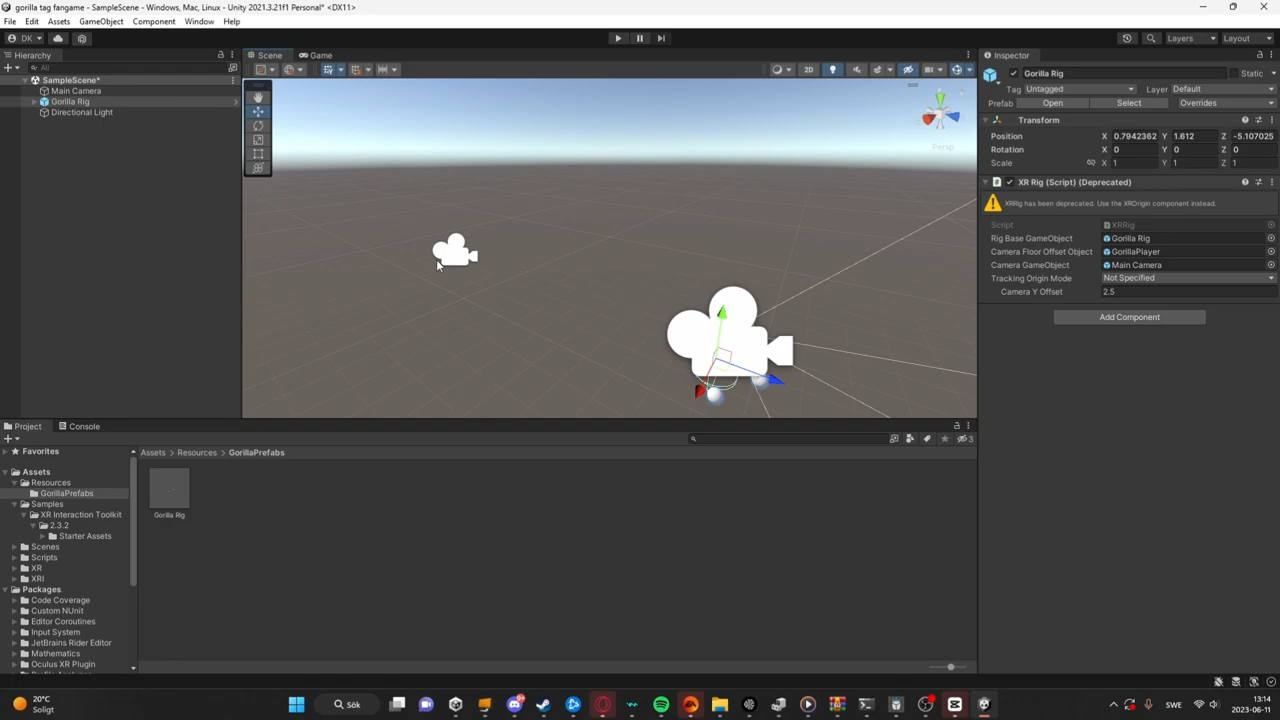 gorilla tag fangame - SampleScene - Windows, Mac, Linux - Unity 2021.3.21f1 Personal* <DX11>
File Edit Assets GameObject Component Window Help
DK Layers Layout
Hierarchy Scene Game Inspector
All
SampleScene*
Main Camera
Gorilla Rig
Directional Light
2D
Persp
Gorilla Rig Static
Tag Untagged Layer Default
Prefab Open Select Overrides
Transform
Position X 0.7942362 Y 1.612 Z -5.107025
Rotation X 0 Y 0 Z 0
Scale X 1 Y 1 Z 1
XR Rig (Script) (Deprecated)
XRRig has been deprecated. Use the XROrigin component instead.
Script XRRig
Rig Base GameObject Gorilla Rig
Camera Floor Offset Object GorillaPlayer
Camera GameObject Main Camera
Tracking Origin Mode Not Specified
Camera Y Offset 2.5
Add Component
Project Console
3
Favorites
Assets
Resources
GorillaPrefabs
Samples
XR Interaction Toolkit
2.3.2
Starter Assets
Scenes
Scripts
XR
XRI
Packages
Code Coverage
Custom NUnit
Editor Coroutines
Input System
JetBrains Rider Editor
Mathematics
Oculus XR Plugin
Assets > Resources > GorillaPrefabs
Gorilla Rig
20°C
Soligt
Sök
SWE
13:14
2023-06-11